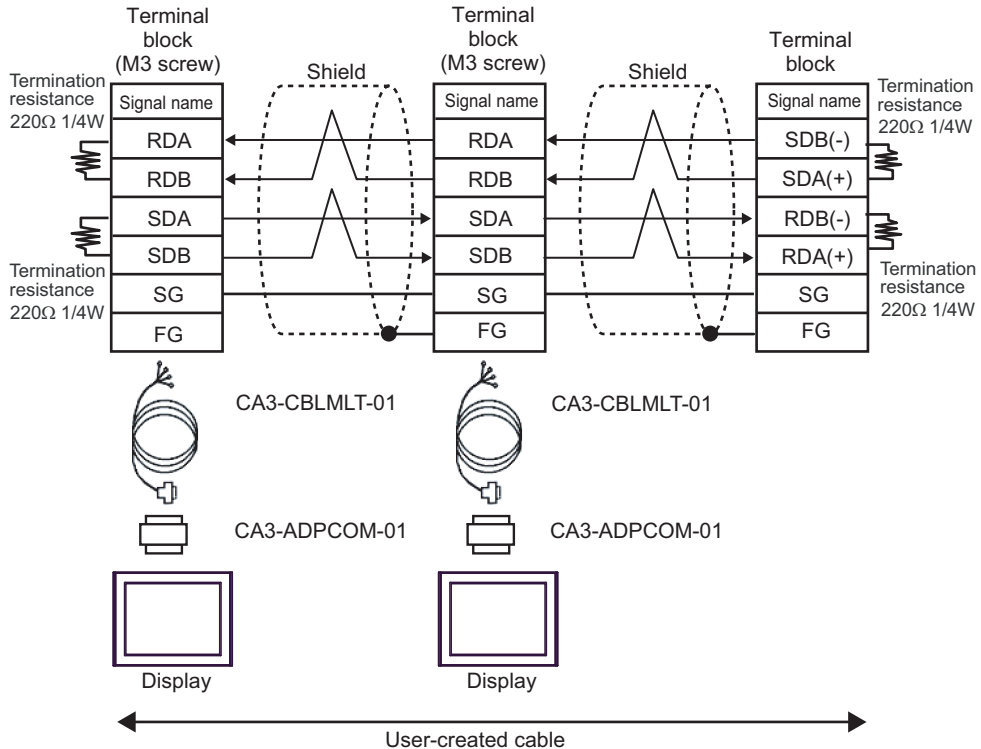 Terminal
block
(M3 screw)
Terminal
block
(M3 screw)
Terminal
block
Shield
Shield
Termination
resistance
220Ω 1/4W
Termination
resistance
220Ω 1/4W
Signal name
RDA
RDB
SDA
SDB
SG
FG
Signal name
RDA
RDB
SDA
SDB
SG
FG
Signal name
SDB(-)
SDA(+)
RDB(-)
RDA(+)
SG
FG
Termination
resistance
220Ω 1/4W
Termination
resistance
220Ω 1/4W
CA3-CBLMLT-01
CA3-CBLMLT-01
CA3-ADPCOM-01
CA3-ADPCOM-01
Display
Display
User-created cable